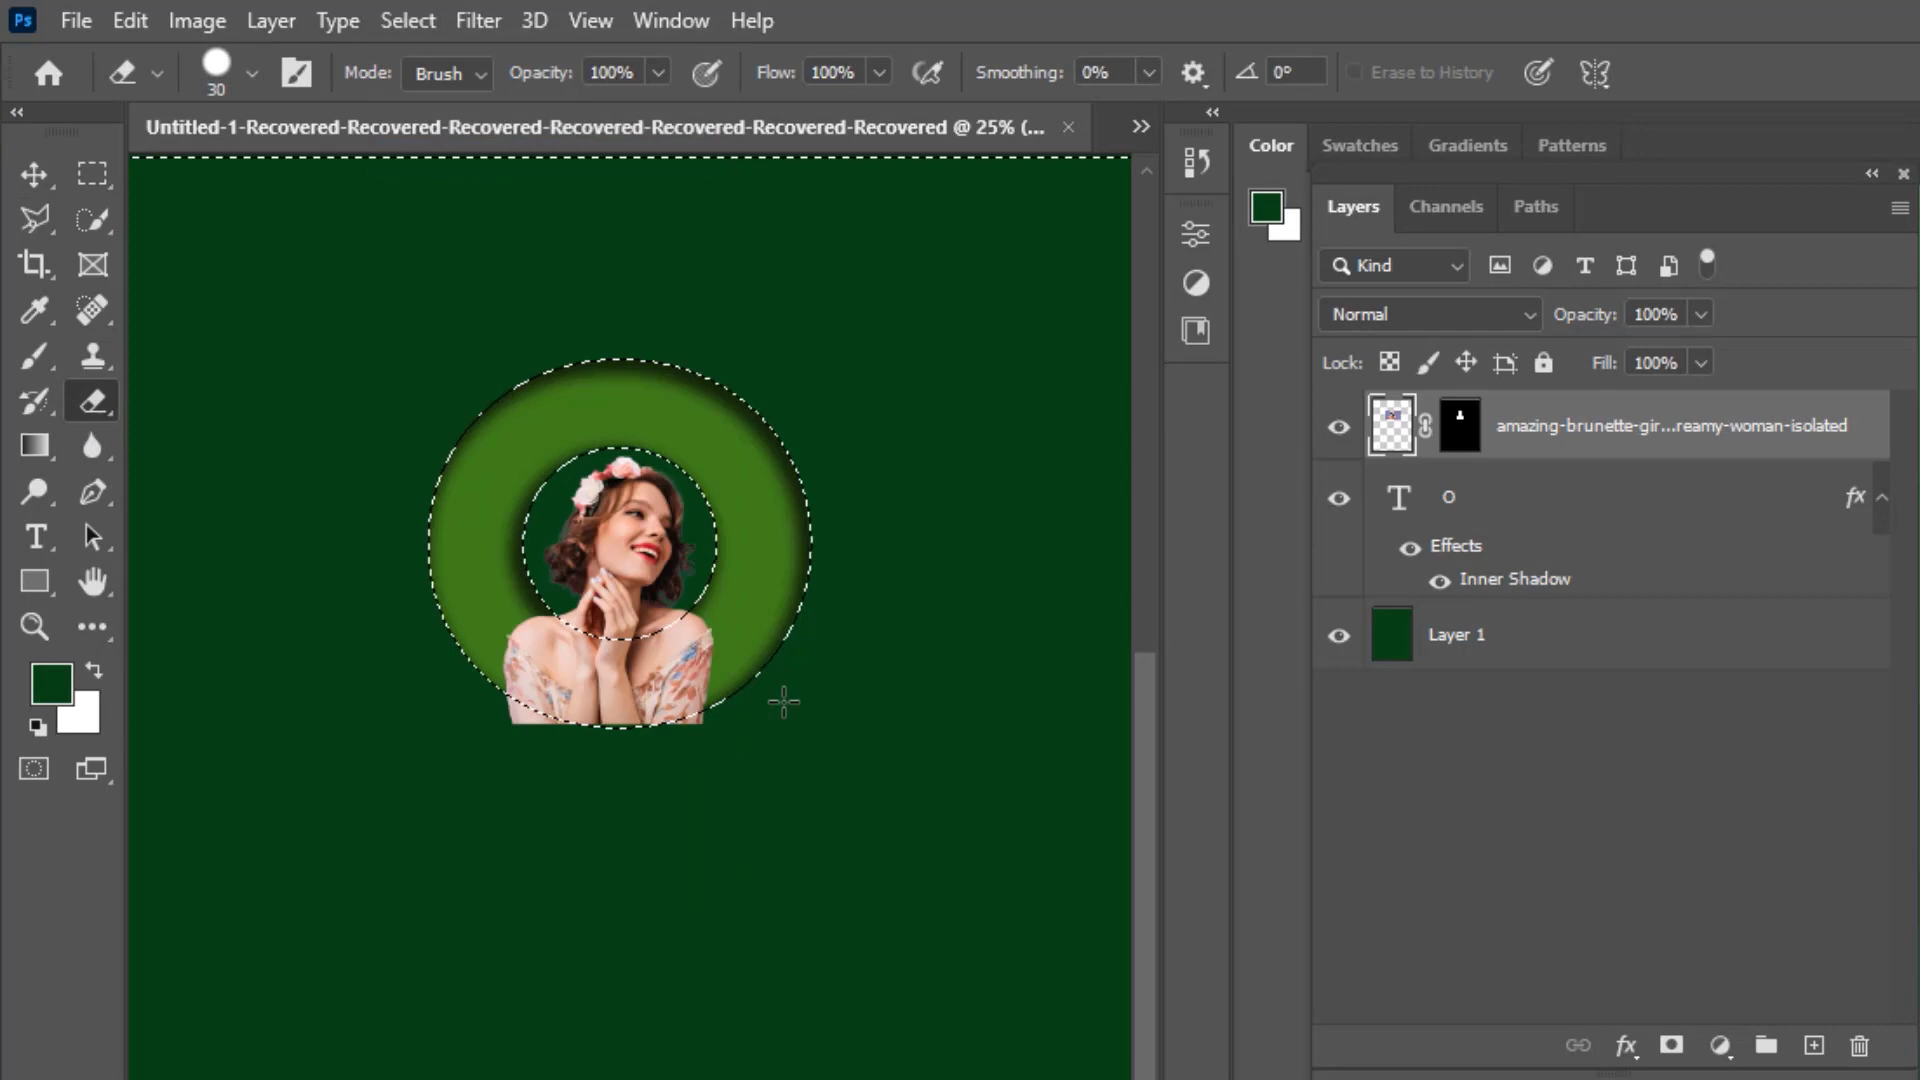 Ps File Edit Image Layer Type Select Filter 3D View Window Help
30 Mode: Brush Opacity: 100% Flow: 100% Smoothing: 0% 0° Erase to History
Untitled-1-Recovered-Recovered-Recovered-Recovered-Recovered-Recovered-Recovered @ 25% (...
Color Swatches Gradients Patterns
Layers Channels Paths
Kind
Normal Opacity: 100%
Lock: Fill: 100%
amazing-brunette-gir...reamy-woman-isolated
T O fx
Effects
Inner Shadow
Layer 1
fx